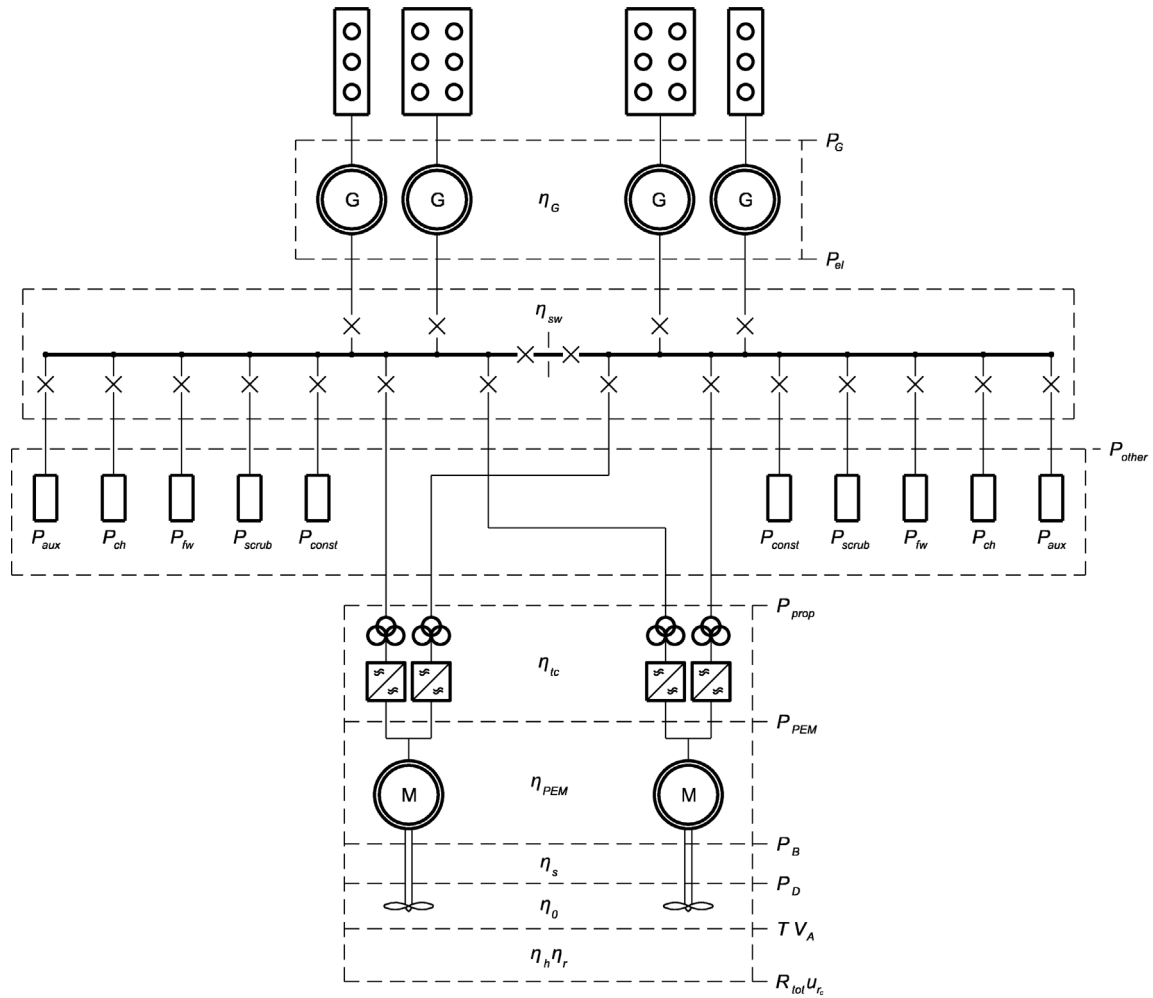 P_G
G G η_G G G
P_el
η_sw
P_other
P_aux P_ch P_fw P_scrub P_const P_const P_scrub P_fw P_ch P_aux
P_prop
η_tc
≈ ≈ ≈ ≈
≈ ≈ ≈ ≈
P_PEM
M η_PEM M
P_B
η_s
P_D
η_0
T V_A
η_h η_r
R_tot u_r_c